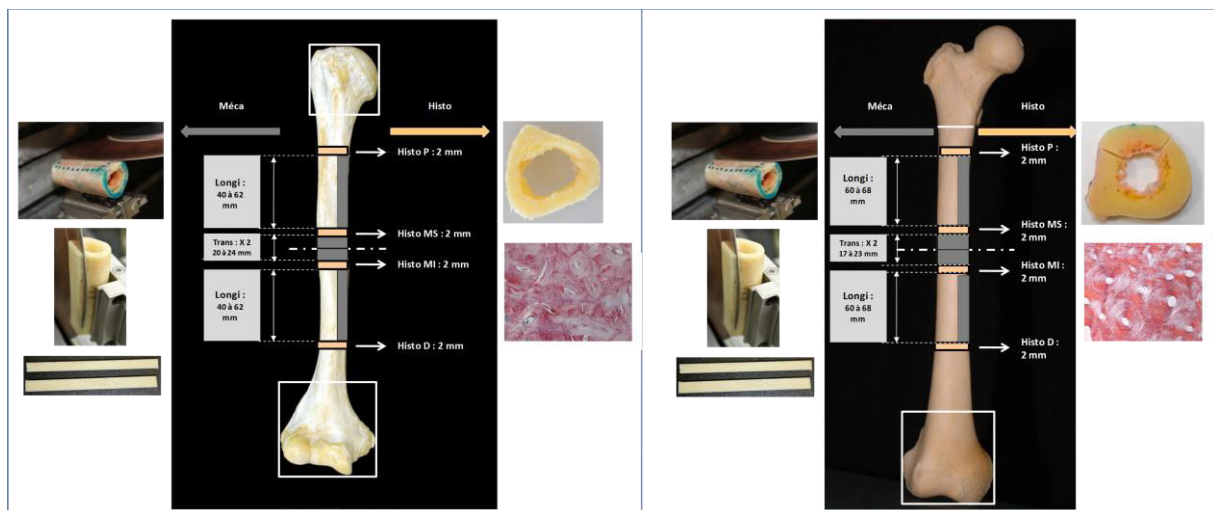 Méca
Histo
Histo P : 2 mm
Longi :
40 à 62
mm
Histo MS : 2 mm
Trans : X 2
20 à 24 mm
Histo MI : 2 mm
Longi :
40 à 62
mm
Histo D : 2 mm
Méca
Histo
Histo P :
2 mm
Longi :
60 à 68
mm
Histo MS :
2 mm
Trans : X 2
17 à 23 mm
Histo MI :
2 mm
Longi :
60 à 68
mm
Histo D :
2 mm